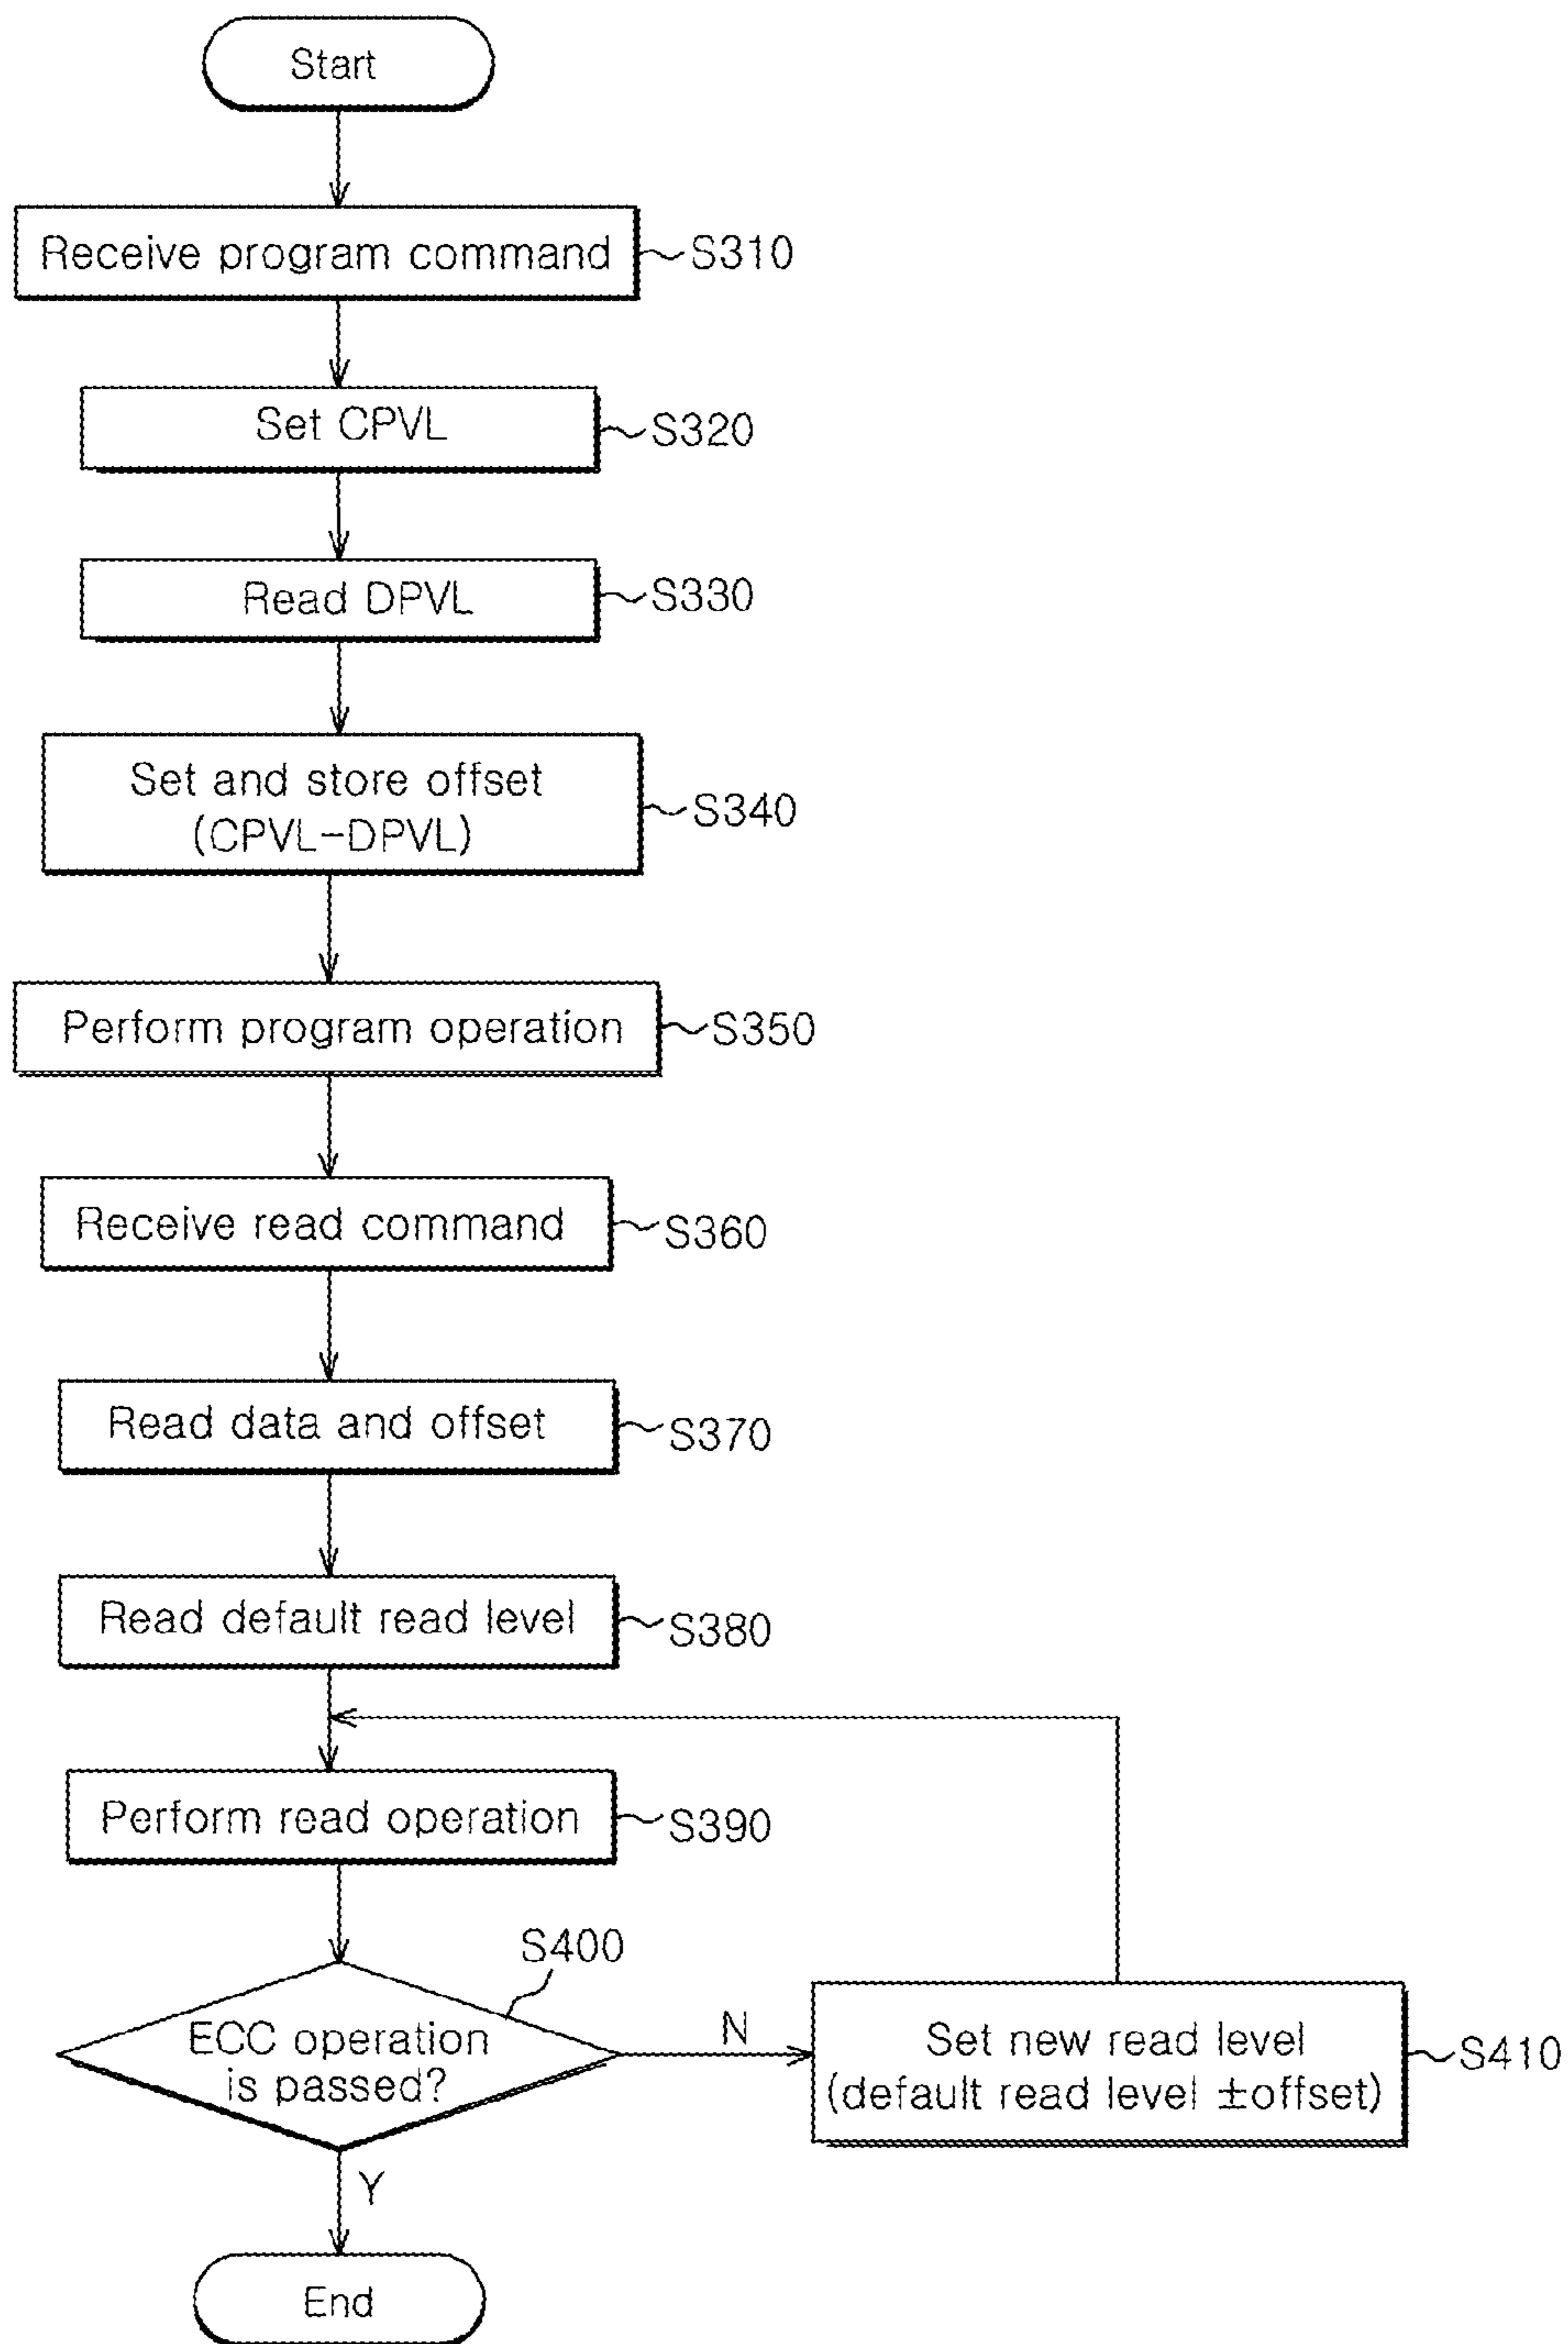 Start
Receive program command
S310
Set CPVL
S320
Read DPVL
S330
Set and store offset
(CPVL-DPVL)
S340
Perform program operation
S350
Receive read command
S360
Read data and offset
S370
Read default read level
S380
Perform read operation
S390
S400
ECC operation
is passed?
N
Set new read level
(default read level ±offset)
S410
Y
End